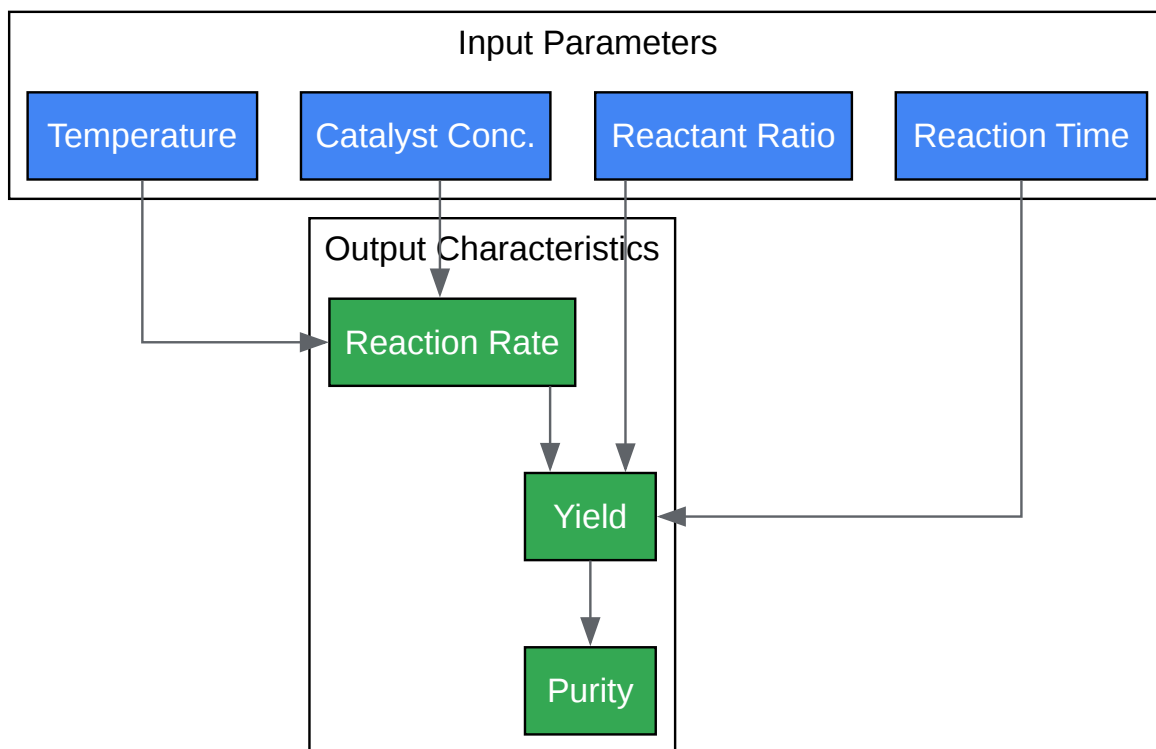 Input Parameters
Temperature
Catalyst Conc.
Reactant Ratio
Reaction Time
Output Characteristics
Reaction Rate
Yield
Purity